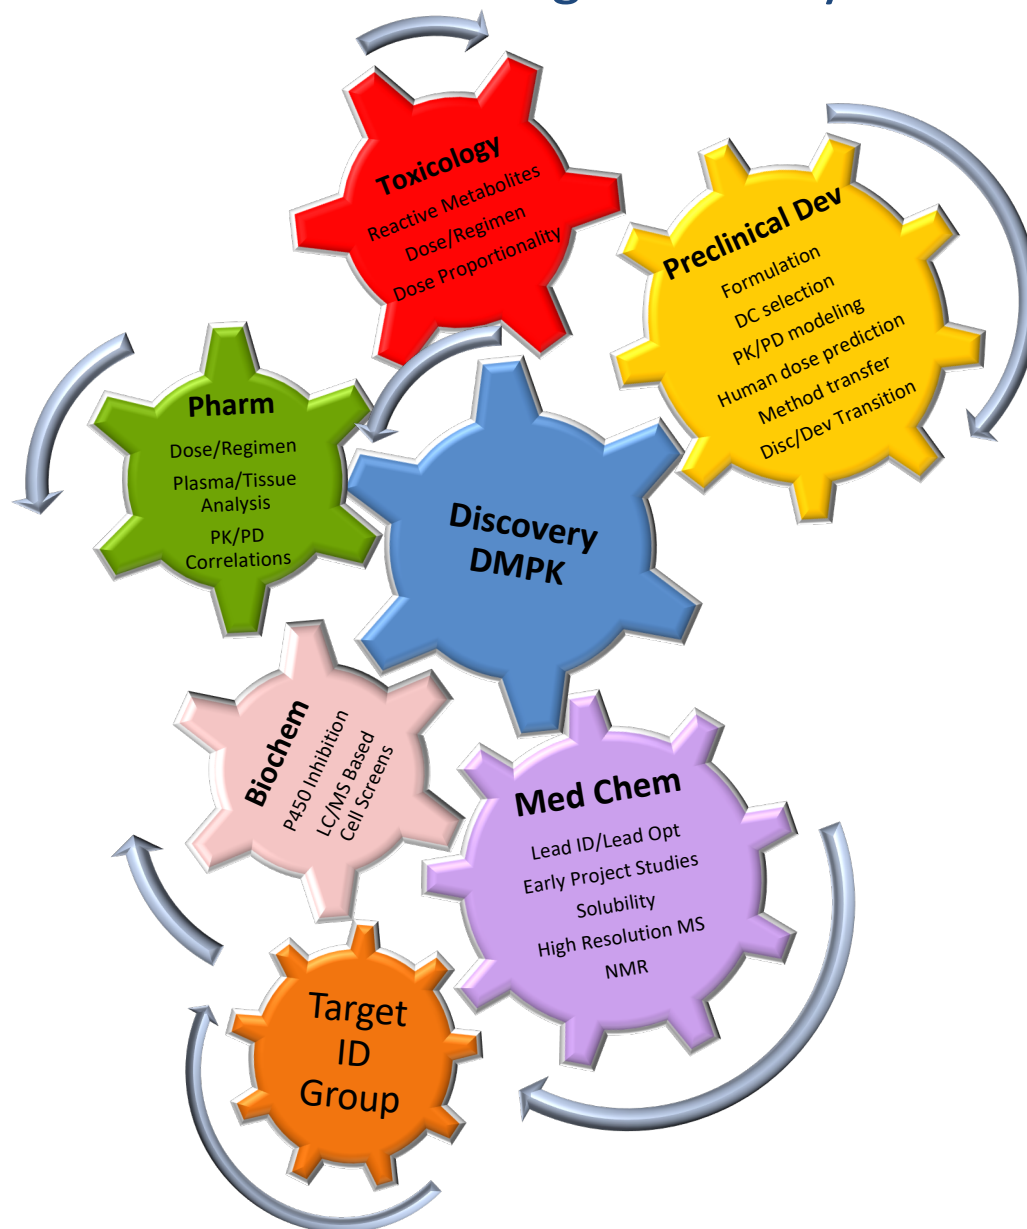 Toxicology
Reactive Metabolites
Dose/Regimen
Dose Proportionality
Preclinical Dev
Formulation
DC selection
PK/PD modeling
Human dose prediction
Method transfer
Disc/Dev Transition
Pharm
Dose/Regimen
Plasma/Tissue
Analysis
PK/PD
Correlations
Discovery
DMPK
Biochem
P450 Inhibition
LC/MS Based
Cell Screens
Med Chem
Lead ID/Lead Opt
Early Project Studies
Solubility
High Resolution MS
NMR
Target
ID
Group